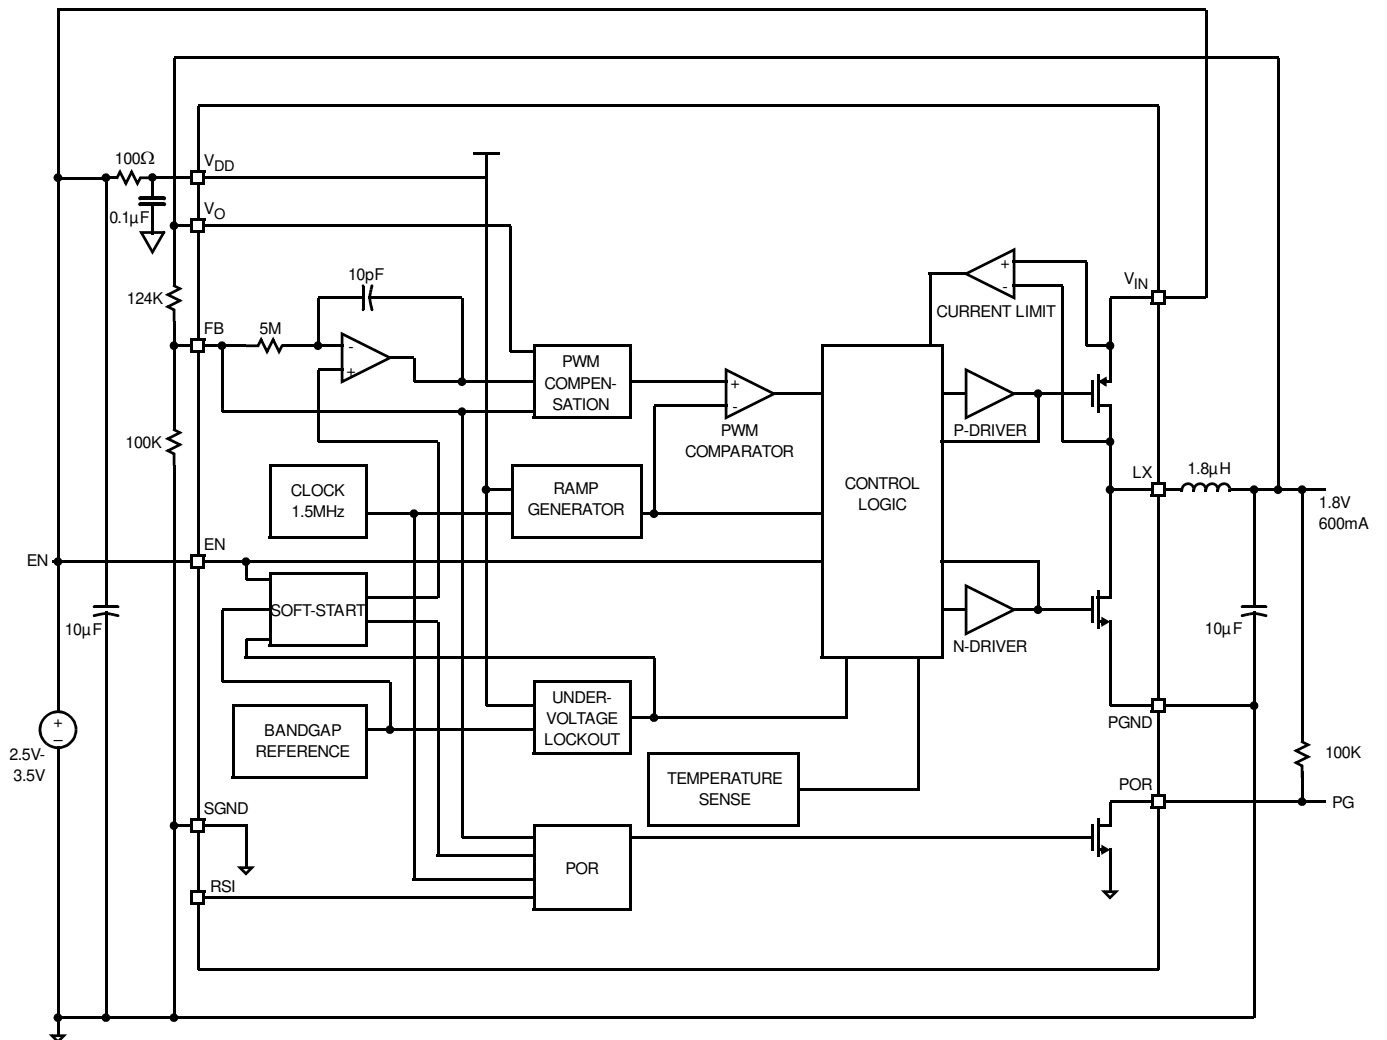 100Ω
VDD
0.1µF
VO
10pF
124K
FB
5M
-
+
PWM
COMPEN-
SATION
+
-
CURRENT LIMIT
VIN
+
-
PWM
COMPARATOR
P-DRIVER
100K
CLOCK
1.5MHz
RAMP
GENERATOR
CONTROL
LOGIC
LX
1.8µH
1.8V
600mA
EN
EN
SOFT-START
10µF
N-DRIVER
10µF
UNDER-
VOLTAGE
LOCKOUT
BANDGAP
REFERENCE
PGND
+
–
2.5V-
3.5V
TEMPERATURE
SENSE
100K
POR
PG
SGND
POR
RSI